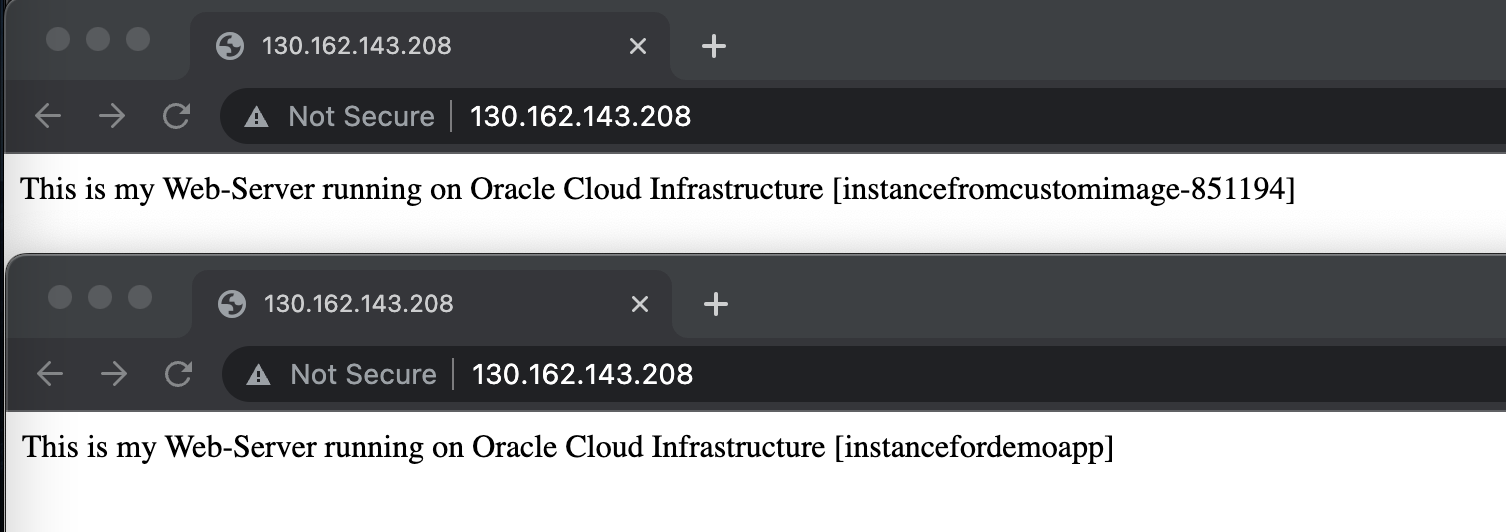 130.162.143.208
Not Secure 130.162.143.208
This is my Web-Server running on Oracle Cloud Infrastructure [instancefromcustomimage-851194]
130.162.143.208
Not Secure 130.162.143.208
This is my Web-Server running on Oracle Cloud Infrastructure [instancefordemoapp]